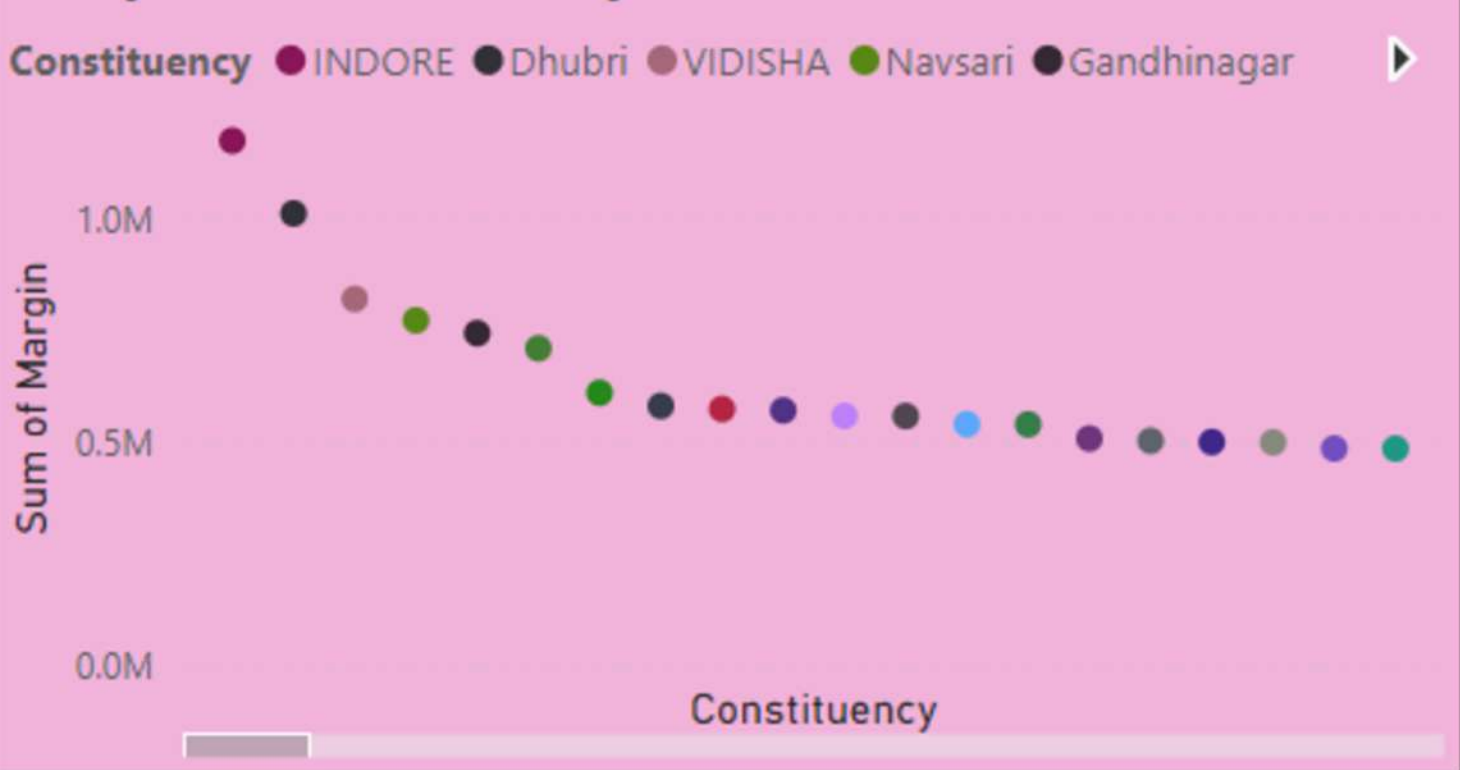 Constituency INDORE Dhubri VIDISHA Navsari Gandhinagar
1.0M
0.5M
0.0M
Sum of Margin
Constituency